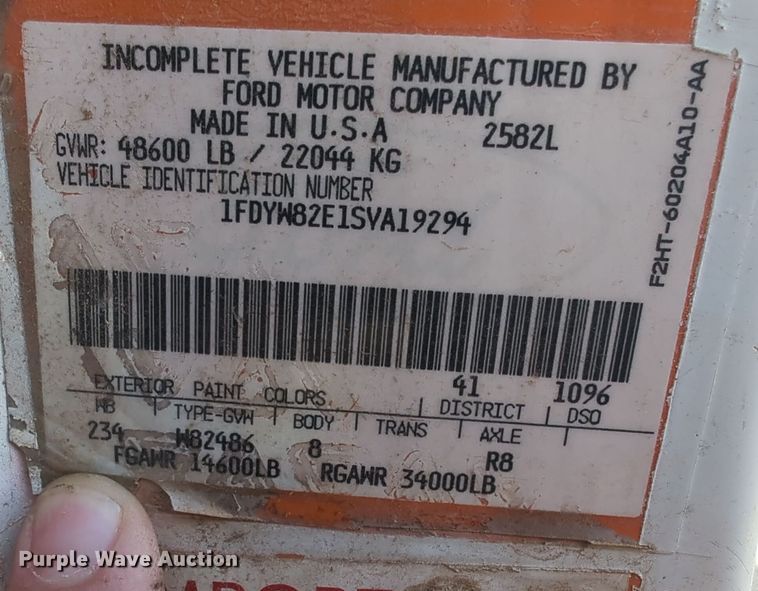 INCOMPLETE VEHICLE MANUFACTURED BY
FORD MOTOR COMPANY
MADE IN U.S.A 2582L
GVWR: 48600 LB / 22044 KG
VEHICLE IDENTIFICATION NUMBER
1FDYW82E1SVA19294
F2HT-60204A10-AA
41 1096
EXTERIOR PAINT COLORS DISTRICT DSO
WB TYPE-GVW BODY TRANS AXLE
234 W82486 8 R8
FGAWR 14600LB RGAWR 34000LB
Purple Wave Auction